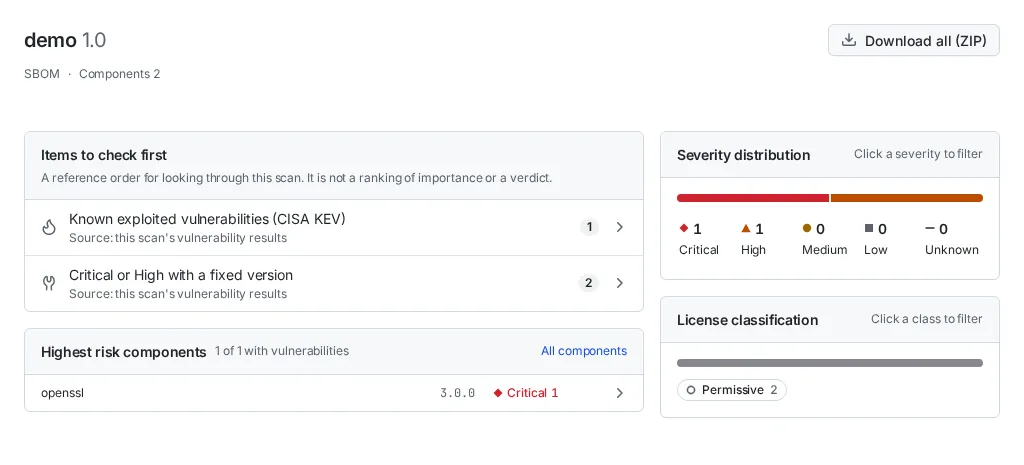 demo 1.0
Download all (ZIP)
SBOM · Components 2
Items to check first
A reference order for looking through this scan. It is not a ranking of importance or a verdict.
Known exploited vulnerabilities (CISA KEV)
Source: this scan's vulnerability results
1
Critical or High with a fixed version
Source: this scan's vulnerability results
2
Highest risk components 1 of 1 with vulnerabilities
All components
openssl 3.0.0 Critical 1
Severity distribution
Click a severity to filter
1 1 0 0 0
Critical High Medium Low Unknown
License classification
Click a class to filter
Permissive 2